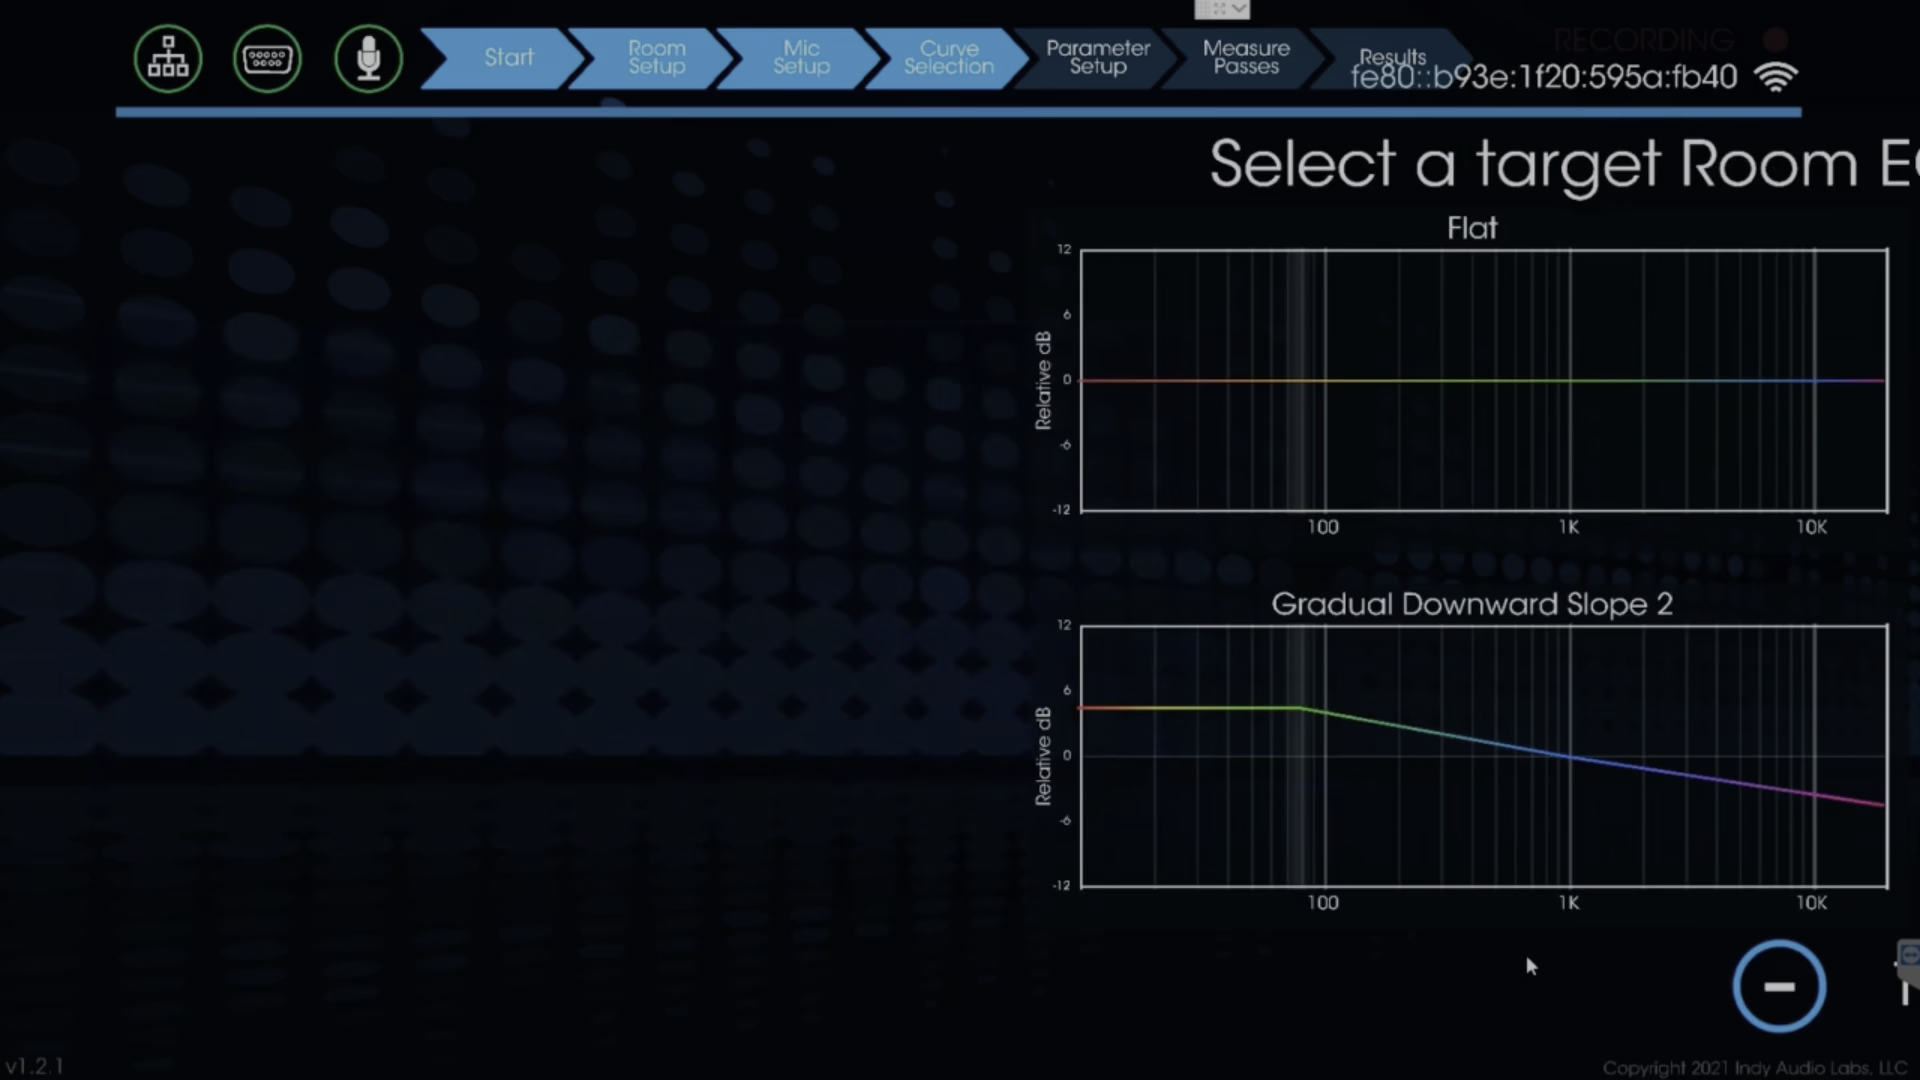 Start
Room
Setup
Mic
Setup
Curve
Selection
Parameter
Setup
Measure
Passes
Results
RECORDING
fe80::b93e:1f20:595a:fb40
Select a target Room
Flat
12
6
0
-6
-12
Relative dB
100 1K 10K
Gradual Downward Slope 2
12
6
0
-6
-12
Relative dB
100 1K 10K
v1.2.1
Copyright 2021 Indy Audio Labs, LLC